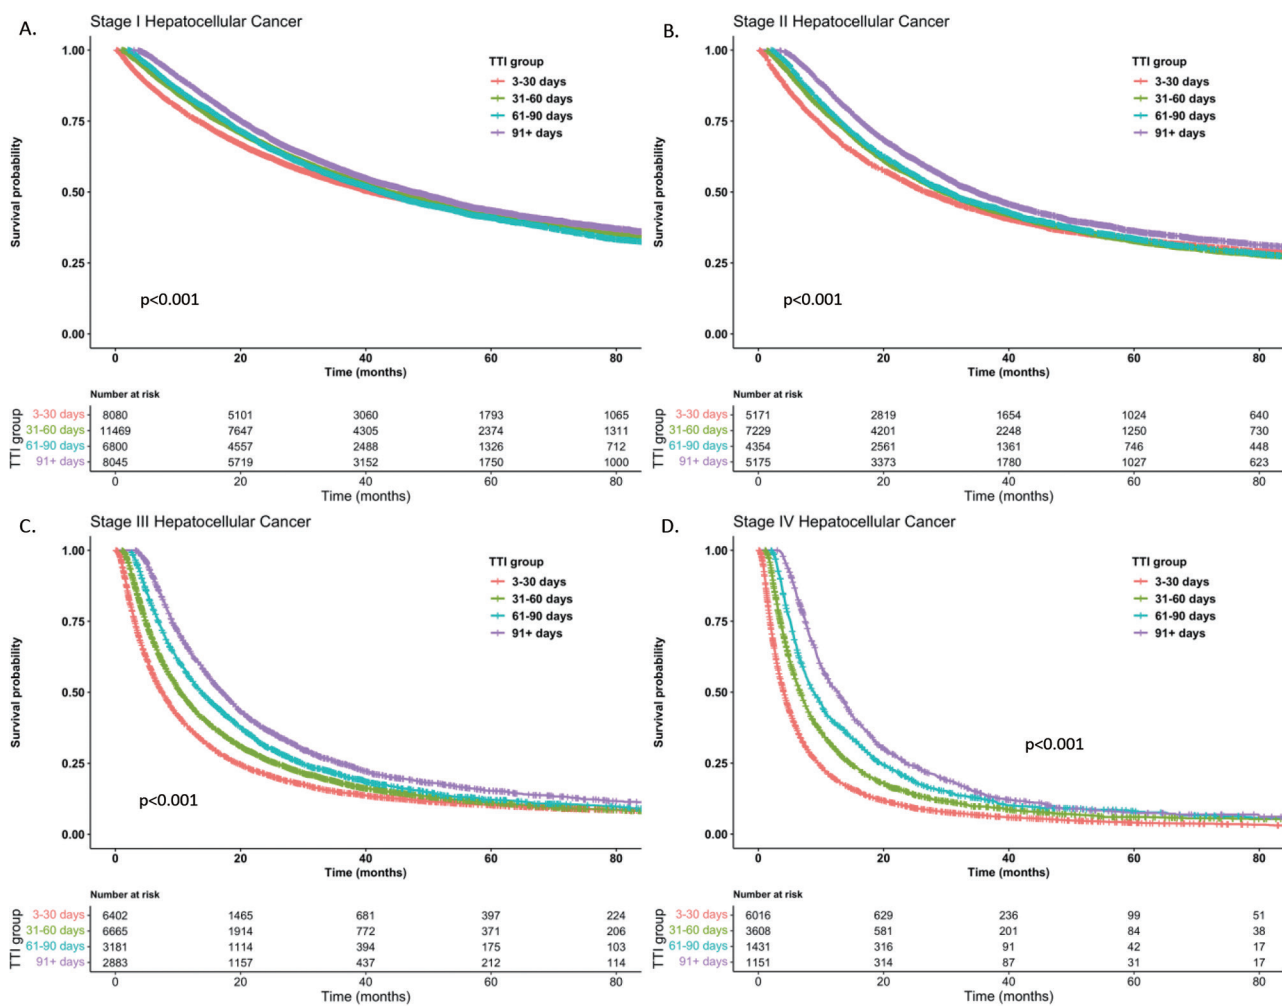 A.
Stage I Hepatocellular Cancer
1.00
0.75
0.50
0.25
0.00
Survival probability
TTI group
3-30 days
31-60 days
61-90 days
91+ days
p<0.001
0 20 40 60 80
Time (months)
Number at risk
TTI group
3-30 days 8080 5101 3060 1793 1065
31-60 days 11469 7647 4305 2374 1311
61-90 days 6800 4557 2488 1326 712
91+ days 8045 5719 3152 1750 1000
0 20 40 60 80
Time (months)
B.
Stage II Hepatocellular Cancer
1.00
0.75
0.50
0.25
0.00
Survival probability
TTI group
3-30 days
31-60 days
61-90 days
91+ days
p<0.001
0 20 40 60 80
Time (months)
Number at risk
TTI group
3-30 days 5171 2819 1654 1024 640
31-60 days 7229 4201 2248 1250 730
61-90 days 4354 2561 1361 746 448
91+ days 5175 3373 1780 1027 623
0 20 40 60 80
Time (months)
C.
Stage III Hepatocellular Cancer
1.00
0.75
0.50
0.25
0.00
Survival probability
TTI group
3-30 days
31-60 days
61-90 days
91+ days
p<0.001
0 20 40 60 80
Time (months)
Number at risk
TTI group
3-30 days 6402 1465 681 397 224
31-60 days 6665 1914 772 371 206
61-90 days 3181 1114 394 175 103
91+ days 2883 1157 437 212 114
0 20 40 60 80
Time (months)
D.
Stage IV Hepatocellular Cancer
1.00
0.75
0.50
0.25
0.00
Survival probability
TTI group
3-30 days
31-60 days
61-90 days
91+ days
p<0.001
0 20 40 60 80
Time (months)
Number at risk
TTI group
3-30 days 6016 629 236 99 51
31-60 days 3608 581 201 84 38
61-90 days 1431 316 91 42 17
91+ days 1151 314 87 31 17
0 20 40 60 80
Time (months)